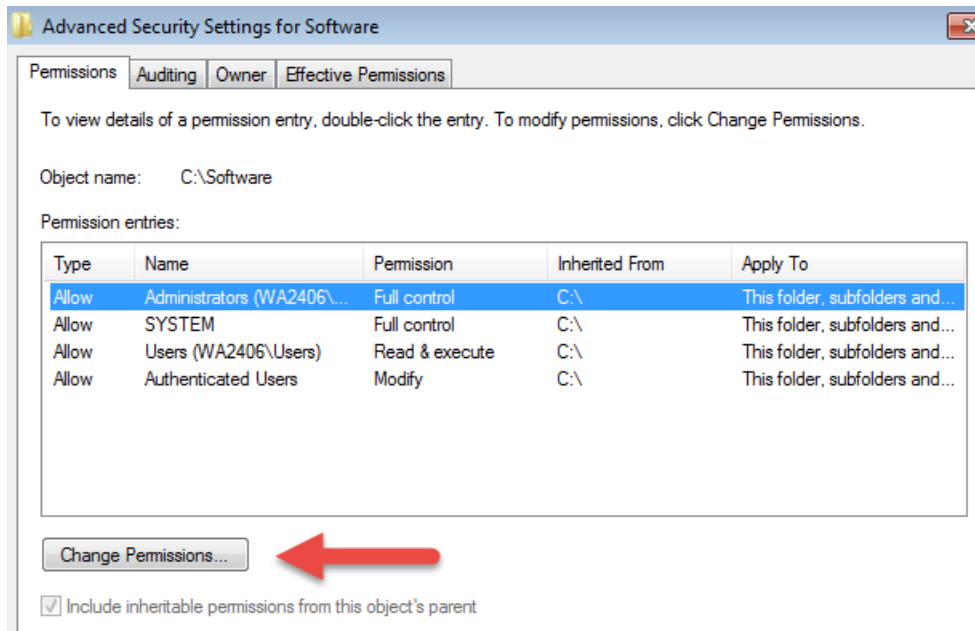 Advanced Security Settings for Software
Permissions Auditing Owner Effective Permissions
To view details of a permission entry, double-click the entry. To modify permissions, click Change Permissions.
Object name: C:\Software
Permission entries:
Type Name Permission Inherited From Apply To
Allow Administrators (WA2406\... Full control C:\ This folder, subfolders and...
Allow SYSTEM Full control C:\ This folder, subfolders and...
Allow Users (WA2406\Users) Read & execute C:\ This folder, subfolders and...
Allow Authenticated Users Modify C:\ This folder, subfolders and...
Change Permissions...
Include inheritable permissions from this object's parent